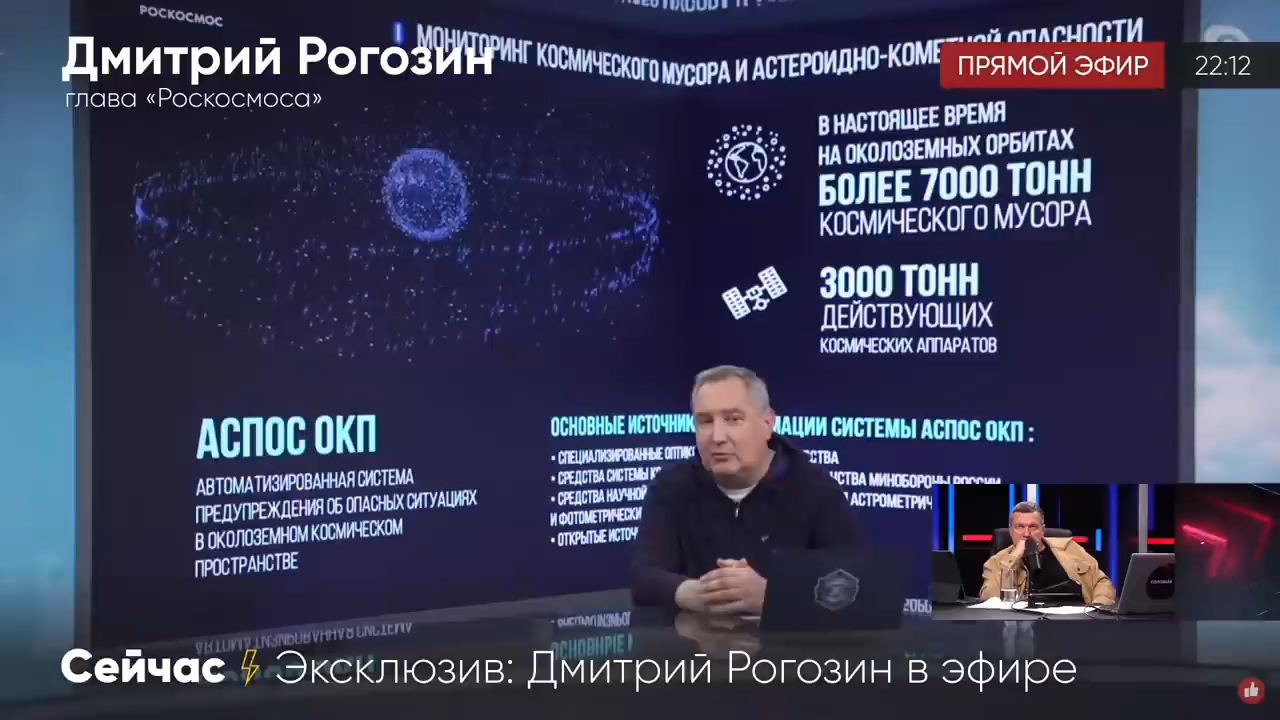 РОСКОСМОС
МОНИТОРИНГ КОСМИЧЕСКОГО МУСОРА И АСТЕРОИДНО-КОМЕТНОЙ ОПАСНОСТИ
Дмитрий Рогозин
глава «Роскосмоса»
ПРЯМОЙ ЭФИР
22:12
В НАСТОЯЩЕЕ ВРЕМЯ
НА ОКОЛОЗЕМНЫХ ОРБИТАХ
БОЛЕЕ 7000 ТОНН
КОСМИЧЕСКОГО МУСОРА
3000 ТОНН
ДЕЙСТВУЮЩИХ
КОСМИЧЕСКИХ АППАРАТОВ
АСПОС ОКП
АВТОМАТИЗИРОВАННАЯ СИСТЕМА
ПРЕДУПРЕЖДЕНИЯ ОБ ОПАСНЫХ СИТУАЦИЯХ
В ОКОЛОЗЕМНОМ КОСМИЧЕСКОМ
ПРОСТРАНСТВЕ
ОСНОВНЫЕ ИСТОЧНИК МАЦИИ СИСТЕМЫ АСПОС ОКП :
• СПЕЦИАЛИЗИРОВАННЫЕ
• СРЕДСТВА СИСТЕМЫ МИНОБОРОНЫ РОССИИ
• СРЕДСТВА НАУЧНОЙ
И ФОТОМЕТРИЧЕСКИ
• ОТКРЫТЫЕ
Сейчас Эксклюзив: Дмитрий Рогозин в эфире